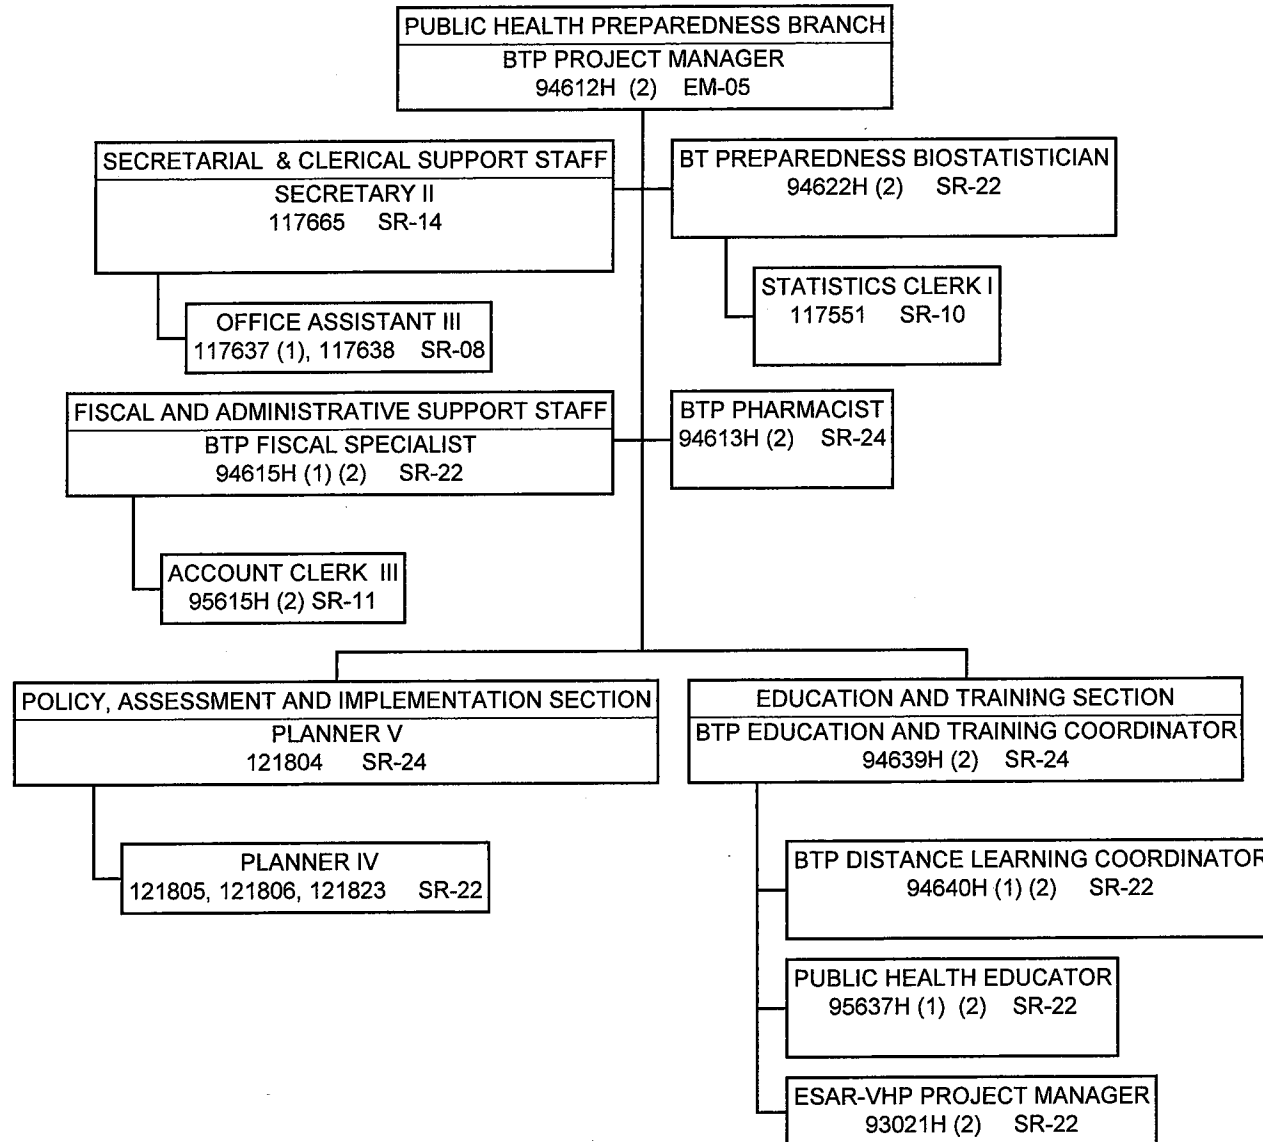 PUBLIC HEALTH PREPAREDNESS BRANCH
BTP PROJECT MANAGER
94612H (2) EM-05
SECRETARIAL & CLERICAL SUPPORT STAFF
SECRETARY II
117665 SR-14
BT PREPAREDNESS BIOSTATISTICIAN
94622H (2) SR-22
OFFICE ASSISTANT III
117637 (1), 117638 SR-08
STATISTICS CLERK I
117551 SR-10
FISCAL AND ADMINISTRATIVE SUPPORT STAFF
BTP FISCAL SPECIALIST
94615H (1) (2) SR-22
BTP PHARMACIST
94613H (2) SR-24
ACCOUNT CLERK III
95615H (2) SR-11
POLICY, ASSESSMENT AND IMPLEMENTATION SECTION
PLANNER V
121804 SR-24
PLANNER IV
121805, 121806, 121823 SR-22
EDUCATION AND TRAINING SECTION
BTP EDUCATION AND TRAINING COORDINATOR
94639H (2) SR-24
BTP DISTANCE LEARNING COORDINATOR
94640H (1) (2) SR-22
PUBLIC HEALTH EDUCATOR
95637H (1) (2) SR-22
ESAR-VHP PROJECT MANAGER
93021H (2) SR-22